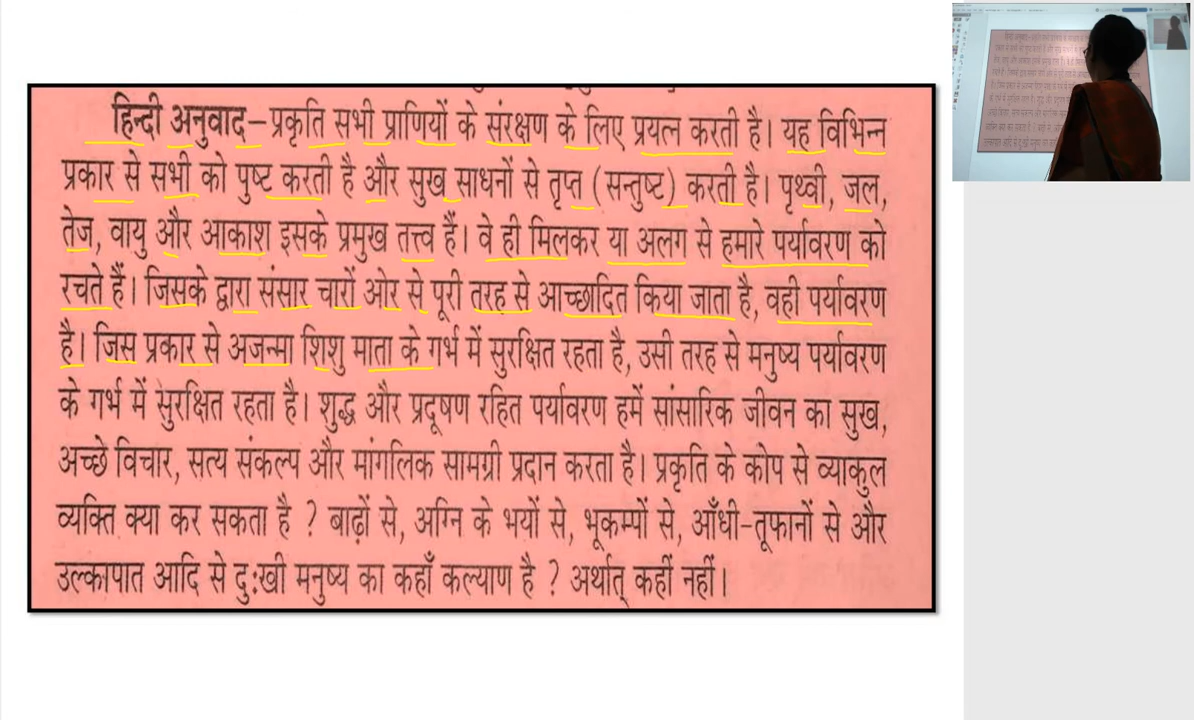 हिन्दी अनुवाद–प्रकृति सभी प्राणियों के संरक्षण के लिए प्रयत्न करती है। यह विभिन्न
प्रकार से सभी को पुष्ट करती है और सुख साधनों से तृप्त (सन्तुष्ट) करती है। पृथ्वी, जल,
तेज, वायु और आकाश इसके प्रमुख तत्त्व हैं। वे ही मिलकर या अलग से हमारे पर्यावरण को
रचते हैं। जिसके द्वारा संसार चारों ओर से पूरी तरह से आच्छादित किया जाता है, वही पर्यावरण
है। जिस प्रकार से अजन्मा शिशु माता के गर्भ में सुरक्षित रहता है, उसी तरह से मनुष्य पर्यावरण
के गर्भ में सुरक्षित रहता है। शुद्ध और प्रदूषण रहित पर्यावरण हमें सांसारिक जीवन का सुख,
अच्छे विचार, सत्य संकल्प और मांगलिक सामग्री प्रदान करता है। प्रकृति के कोप से व्याकुल
व्यक्ति क्या कर सकता है ? बाढ़ों से, अग्नि के भयों से, भूकम्पों से, आँधी–तूफानों से और
उल्कापात आदि से दुःखी मनुष्य का कहाँ कल्याण है ? अर्थात् कहीं नहीं।